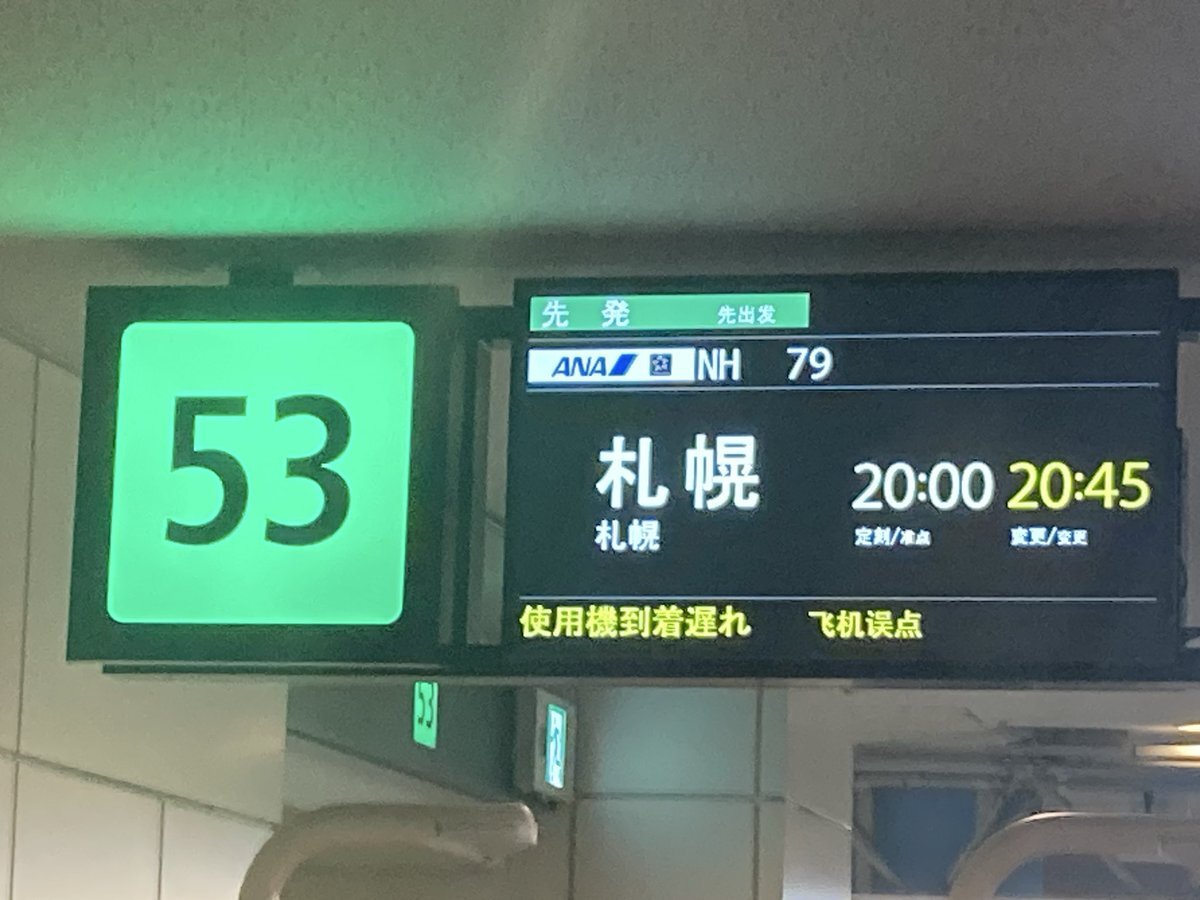 53
先 発 先出发
ANA NH 79
札 幌 20:00 20:45
札幌 定刻/准点 変更/变更
使用機到着遅れ 飞机误点
53